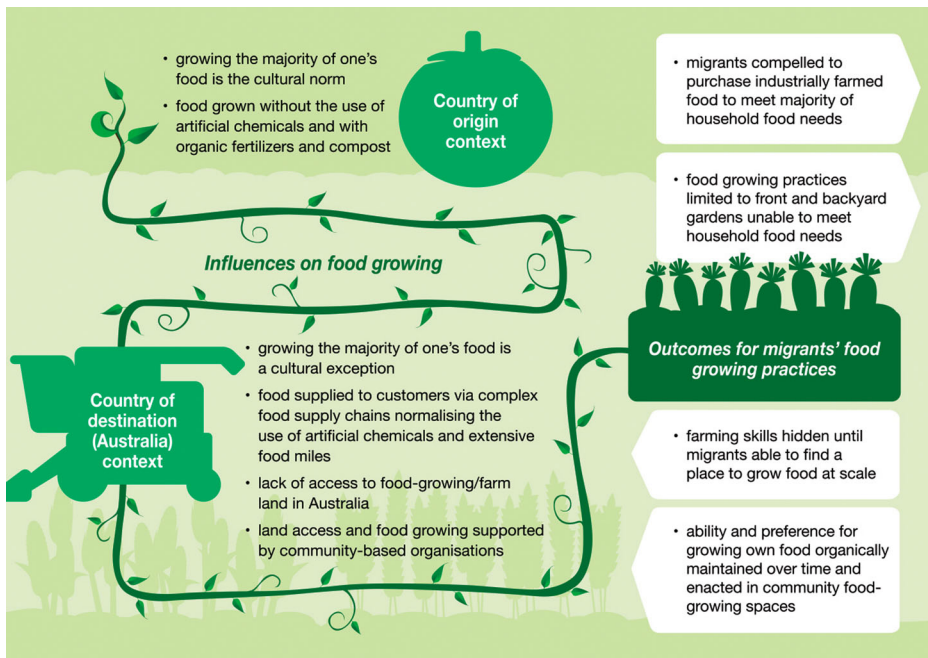 • growing the majority of one's
food is the cultural norm
• food grown without the use of
artificial chemicals and with
organic fertilizers and compost
Country of
origin
context
Influences on food growing
Country of
destination
(Australia)
context
• growing the majority of one's food is
a cultural exception
• food supplied to customers via complex
food supply chains normalising the
use of artificial chemicals and extensive
food miles
• lack of access to food-growing/farm
land in Australia
• land access and food growing supported
by community-based organisations
• migrants compelled to
purchase industrially farmed
food to meet majority of
household food needs
• food growing practices
limited to front and backyard
gardens unable to meet
household food needs
Outcomes for migrants' food
growing practices
• farming skills hidden until
migrants able to find a
place to grow food at scale
• ability and preference for
growing own food organically
maintained over time and
enacted in community food-
growing spaces